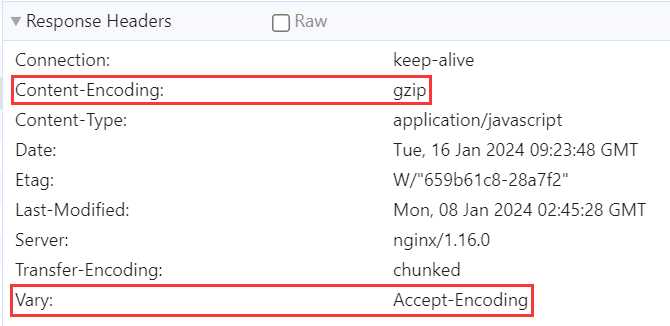 Response Headers Raw
Connection: keep-alive
Content-Encoding: gzip
Content-Type: application/javascript
Date: Tue, 16 Jan 2024 09:23:48 GMT
Etag: W/"659b61c8-28a7f2"
Last-Modified: Mon, 08 Jan 2024 02:45:28 GMT
Server: nginx/1.16.0
Transfer-Encoding: chunked
Vary: Accept-Encoding